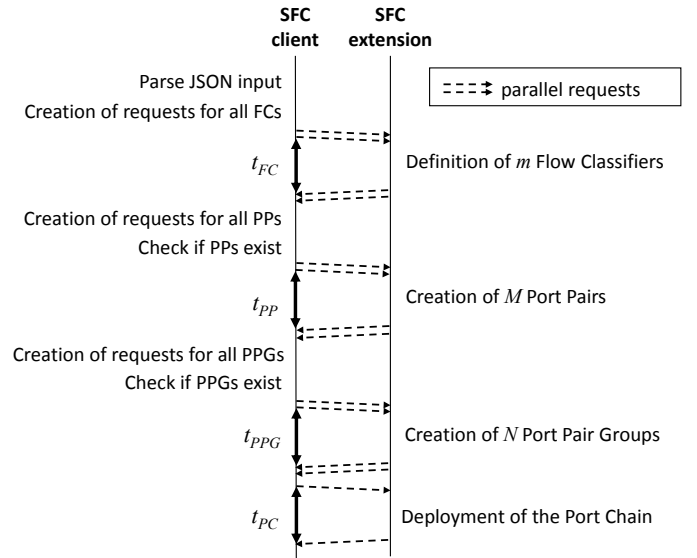 SFC client
SFC extension
Parse JSON input
parallel requests
Creation of requests for all FCs
t_FC
Definition of m Flow Classifiers
Creation of requests for all PPs
Check if PPs exist
t_PP
Creation of M Port Pairs
Creation of requests for all PPGs
Check if PPGs exist
t_PPG
Creation of N Port Pair Groups
t_PC
Deployment of the Port Chain